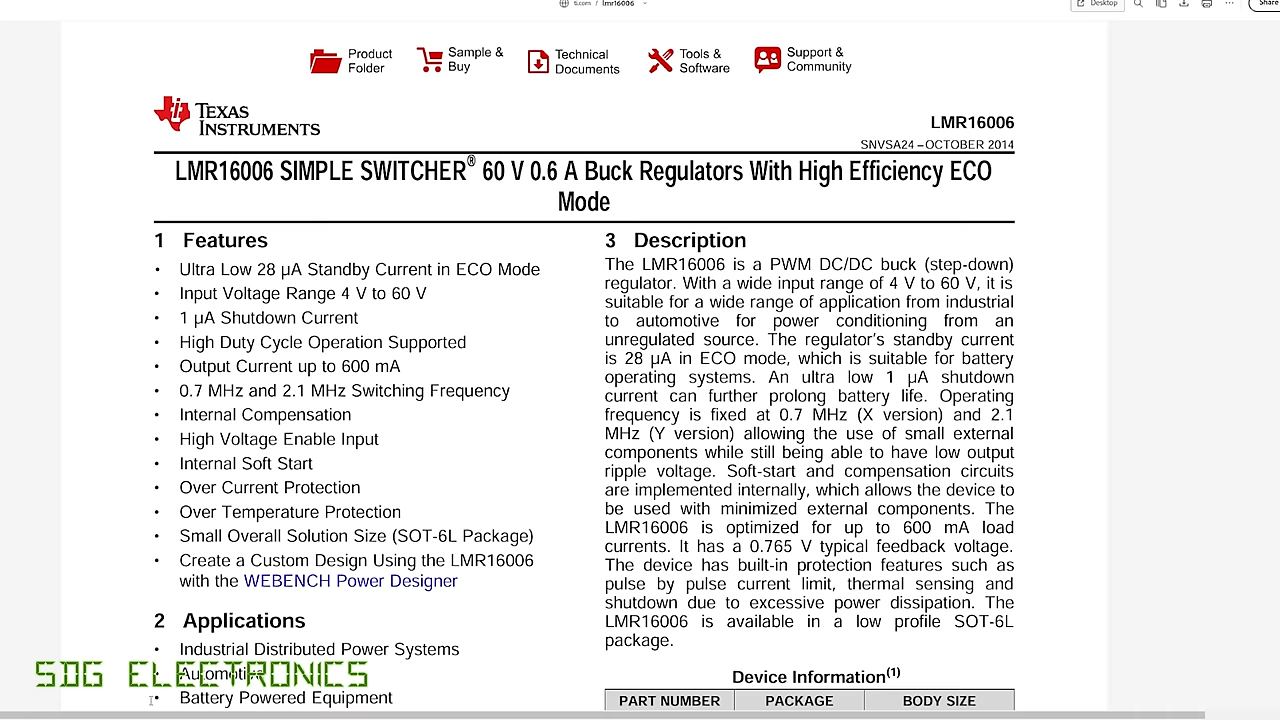 ti.com / lmr16006
Desktop
Share
Product
Folder
Sample &
Buy
Technical
Documents
Tools &
Software
Support &
Community
TEXAS
INSTRUMENTS
LMR16006
SNVSA24 – OCTOBER 2014
LMR16006 SIMPLE SWITCHER® 60 V 0.6 A Buck Regulators With High Efficiency ECO
Mode
1 Features
• Ultra Low 28 µA Standby Current in ECO Mode
• Input Voltage Range 4 V to 60 V
• 1 µA Shutdown Current
• High Duty Cycle Operation Supported
• Output Current up to 600 mA
• 0.7 MHz and 2.1 MHz Switching Frequency
• Internal Compensation
• High Voltage Enable Input
• Internal Soft Start
• Over Current Protection
• Over Temperature Protection
• Small Overall Solution Size (SOT-6L Package)
• Create a Custom Design Using the LMR16006
with the WEBENCH Power Designer
2 Applications
• Industrial Distributed Power Systems
• Automotive
• Battery Powered Equipment
3 Description
The LMR16006 is a PWM DC/DC buck (step-down)
regulator. With a wide input range of 4 V to 60 V, it is
suitable for a wide range of application from industrial
to automotive for power conditioning from an
unregulated source. The regulator's standby current
is 28 µA in ECO mode, which is suitable for battery
operating systems. An ultra low 1 µA shutdown
current can further prolong battery life. Operating
frequency is fixed at 0.7 MHz (X version) and 2.1
MHz (Y version) allowing the use of small external
components while still being able to have low output
ripple voltage. Soft-start and compensation circuits
are implemented internally, which allows the device to
be used with minimized external components. The
LMR16006 is optimized for up to 600 mA load
currents. It has a 0.765 V typical feedback voltage.
The device has built-in protection features such as
pulse by pulse current limit, thermal sensing and
shutdown due to excessive power dissipation. The
LMR16006 is available in a low profile SOT-6L
package.
Device Information(1)
PART NUMBER PACKAGE BODY SIZE
SDG ELECTRONICS